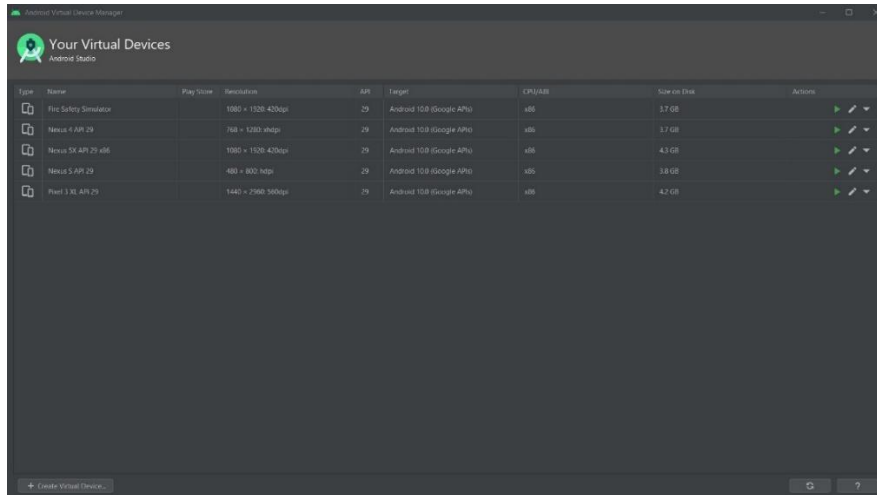 Android Virtual Device Manager
Your Virtual Devices
Android Studio
Type Name Play Store Resolution API Target CPU/ABI Size on Disk Actions
Fire Safety Simulator 1080 × 1920: 420dpi 29 Android 10.0 (Google APIs) x86 3.7 GB
Nexus 4 API 29 768 × 1280: xhdpi 29 Android 10.0 (Google APIs) x86 3.7 GB
Nexus 5X API 29 x86 1080 × 1920: 420dpi 29 Android 10.0 (Google APIs) x86 4.3 GB
Nexus S API 29 480 × 800: hdpi 29 Android 10.0 (Google APIs) x86 3.8 GB
Pixel 3 XL API 29 1440 × 2960: 560dpi 29 Android 10.0 (Google APIs) x86 4.2 GB
+ Create Virtual Device... ?